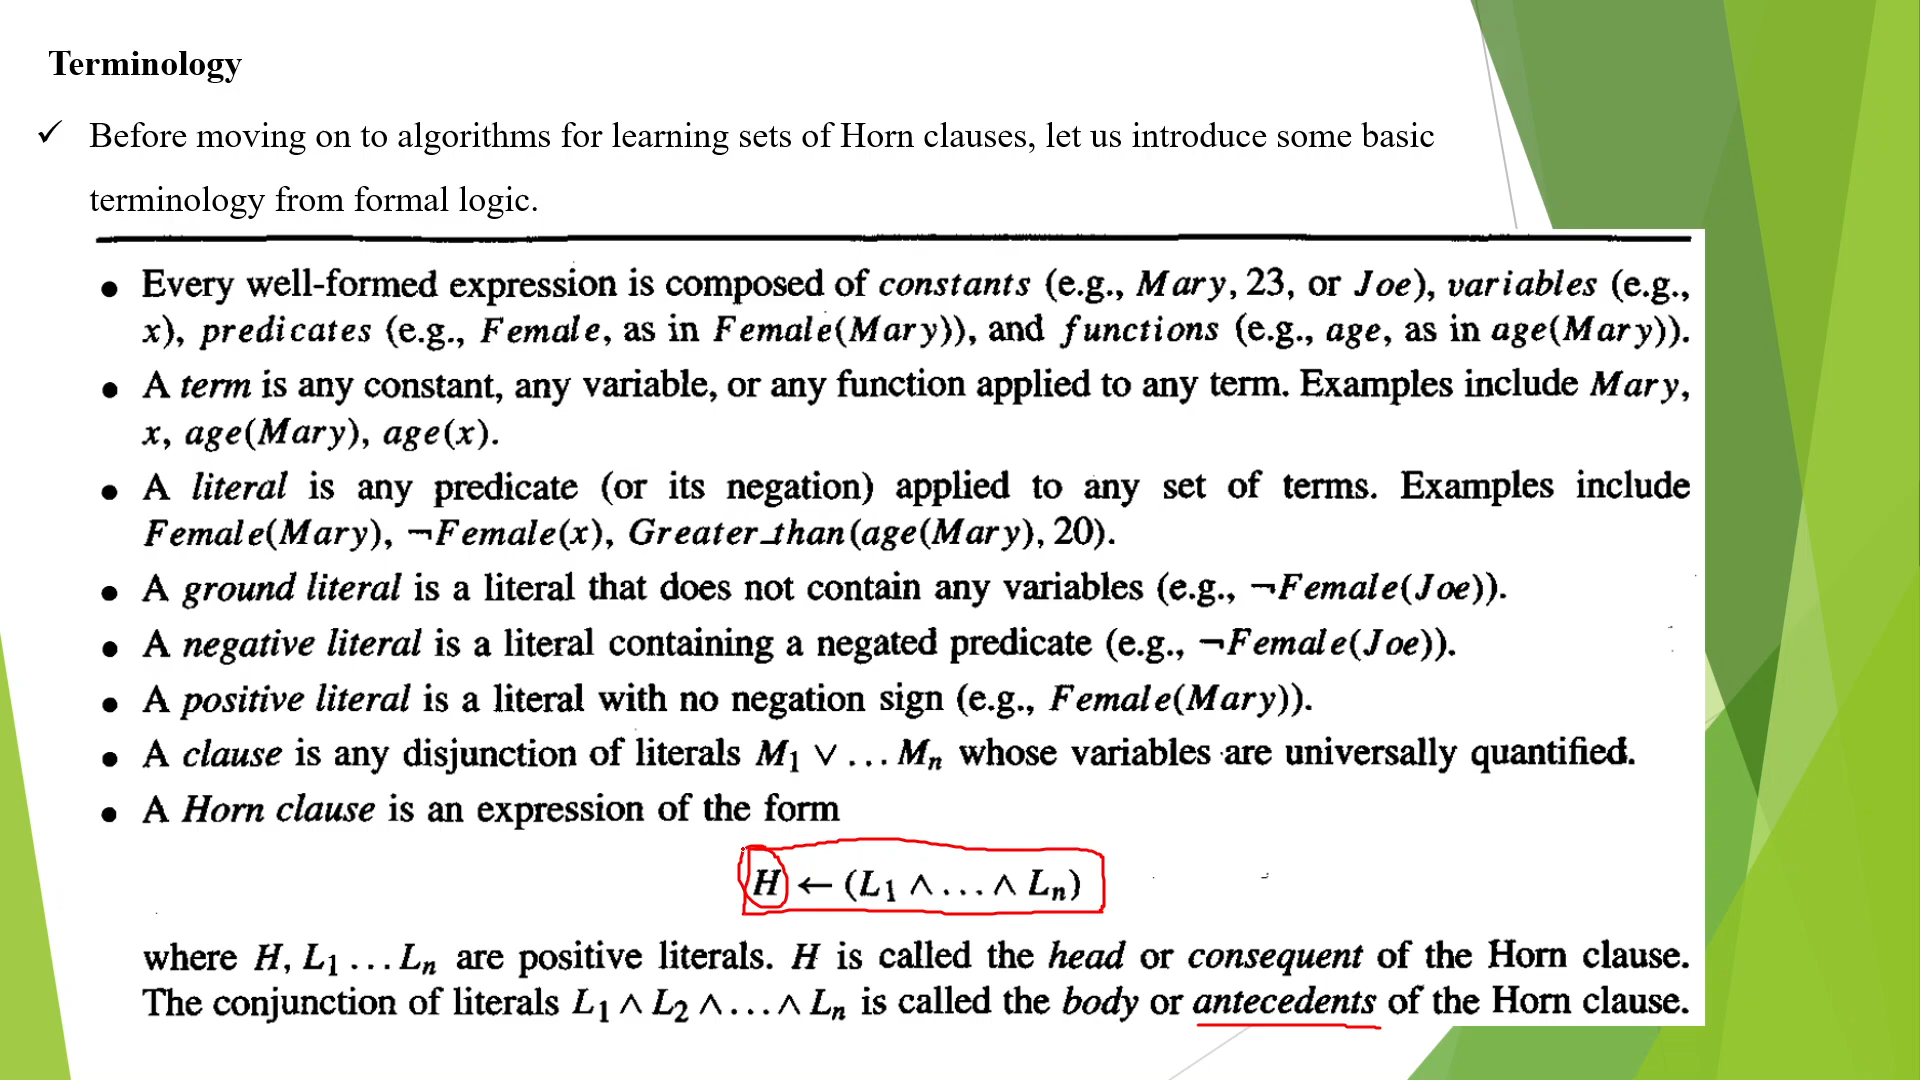 Terminology
✓ Before moving on to algorithms for learning sets of Horn clauses, let us introduce some basic
terminology from formal logic.
• Every well-formed expression is composed of constants (e.g., Mary, 23, or Joe), variables (e.g.,
x), predicates (e.g., Female, as in Female(Mary)), and functions (e.g., age, as in age(Mary)).
• A term is any constant, any variable, or any function applied to any term. Examples include Mary,
x, age(Mary), age(x).
• A literal is any predicate (or its negation) applied to any set of terms. Examples include
Female(Mary), ¬Female(x), Greater_than(age(Mary), 20).
• A ground literal is a literal that does not contain any variables (e.g., ¬Female(Joe)).
• A negative literal is a literal containing a negated predicate (e.g., ¬Female(Joe)).
• A positive literal is a literal with no negation sign (e.g., Female(Mary)).
• A clause is any disjunction of literals M₁ ∨ ... Mₙ whose variables are universally quantified.
• A Horn clause is an expression of the form
H ← (L₁ ∧ ... ∧ Lₙ)
where H, L₁ ... Lₙ are positive literals. H is called the head or consequent of the Horn clause.
The conjunction of literals L₁ ∧ L₂ ∧ ... ∧ Lₙ is called the body or antecedents of the Horn clause.